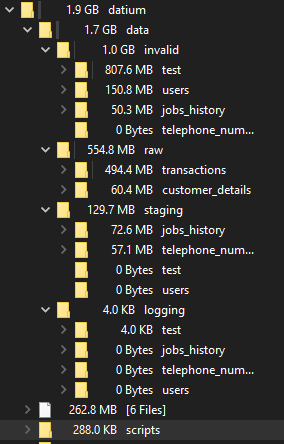 1.9 GB datium
1.7 GB data
1.0 GB invalid
807.6 MB test
150.8 MB users
50.3 MB jobs_history
0 Bytes telephone_num...
554.8 MB raw
494.4 MB transactions
60.4 MB customer_details
129.7 MB staging
72.6 MB jobs_history
57.1 MB telephone_num...
0 Bytes test
0 Bytes users
4.0 KB logging
4.0 KB test
0 Bytes jobs_history
0 Bytes telephone_num...
0 Bytes users
262.8 MB [6 Files]
288.0 KB scripts